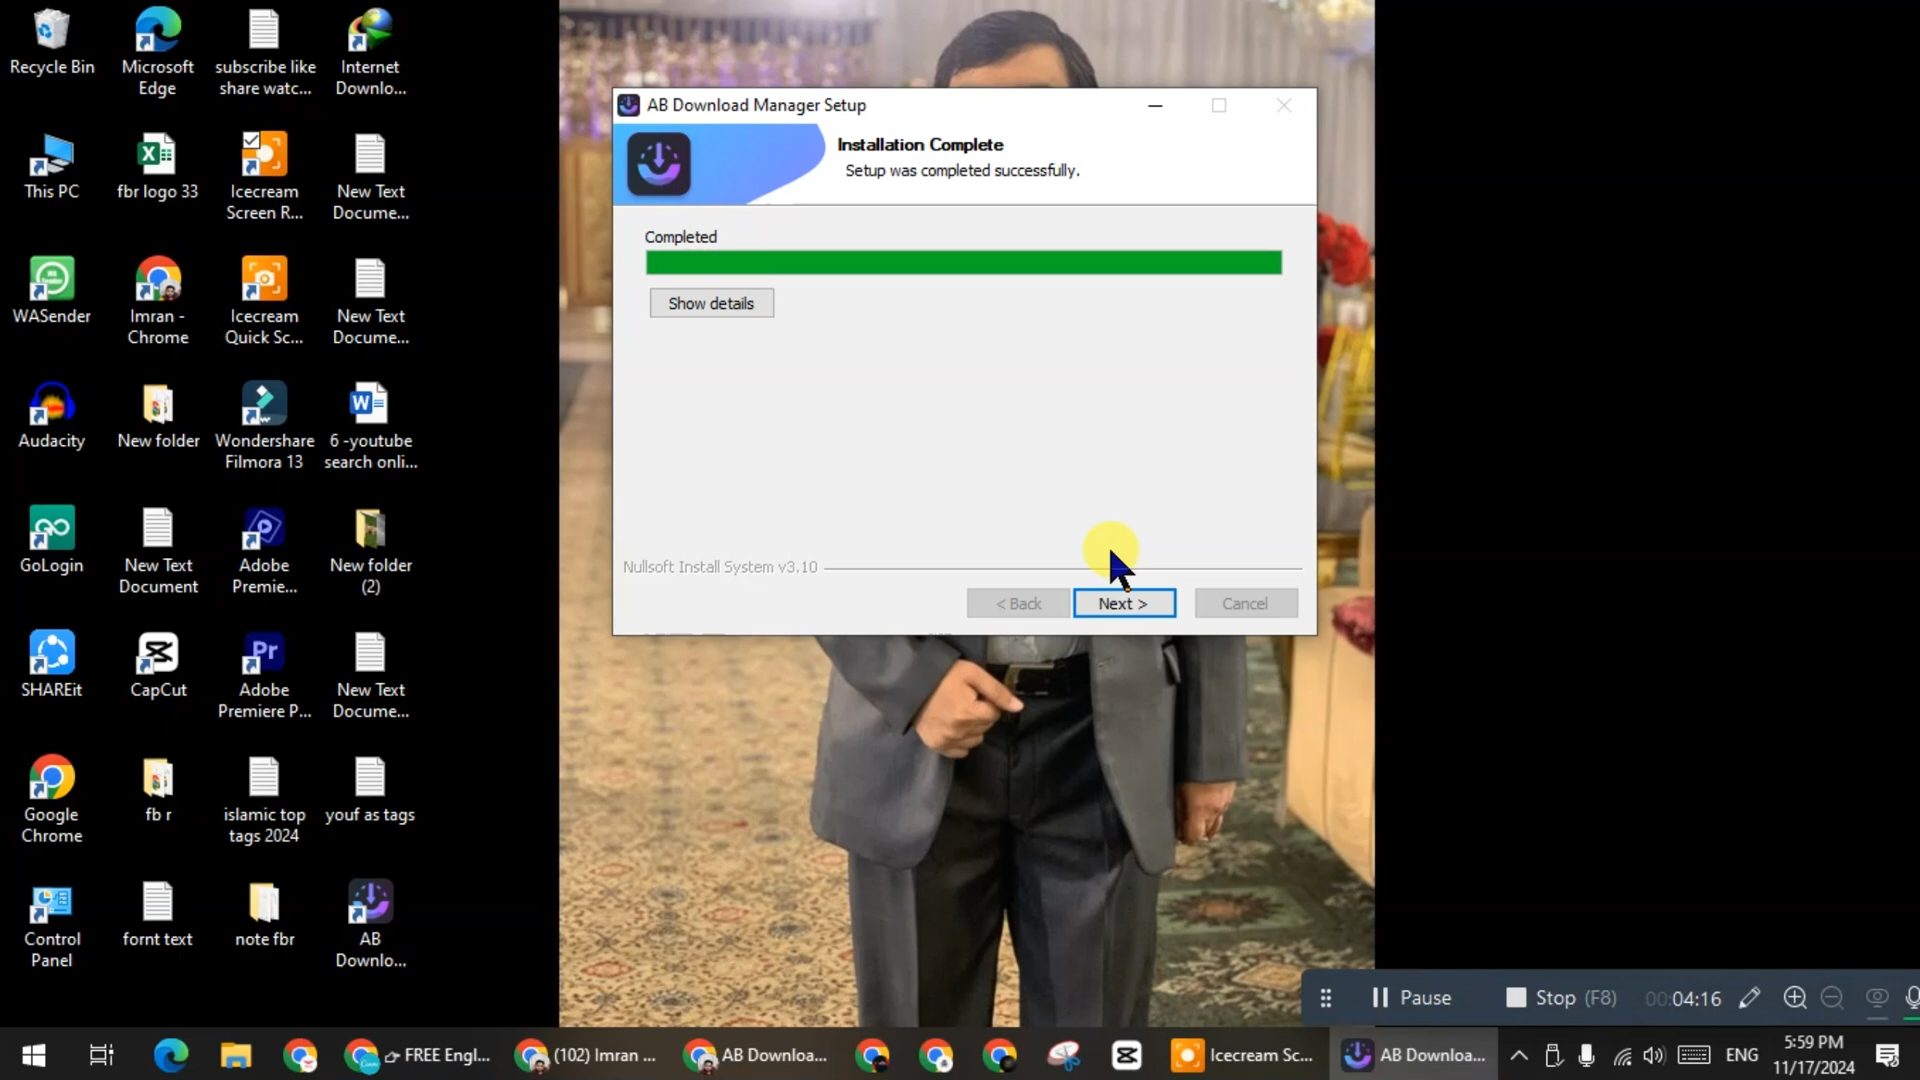 Recycle Bin
Microsoft
Edge
subscribe like
share watc...
Internet
Downlo...
This PC
fbr logo 33
Icecream
Screen R...
New Text
Docume...
WASender
Imran -
Chrome
Icecream
Quick Sc...
New Text
Docume...
Audacity
New folder
Wondershare
Filmora 13
6 -youtube
search onli...
GoLogin
New Text
Document
Adobe
Premie...
New folder
(2)
SHAREit
CapCut
Pr
Adobe
Premiere P...
New Text
Docume...
Google
Chrome
fb r
islamic top
tags 2024
youf as tags
Control
Panel
fornt text
note fbr
AB
Downlo...
AB Download Manager Setup
Installation Complete
Setup was completed successfully.
Completed
Show details
Nullsoft Install System v3.10
< Back
Next >
Cancel
Pause
Stop (F8)
00:04:16
FREE Engl...
(102) Imran ...
AB Downloa...
Icecream Sc...
AB Downloa...
ENG
5:59 PM
11/17/2024